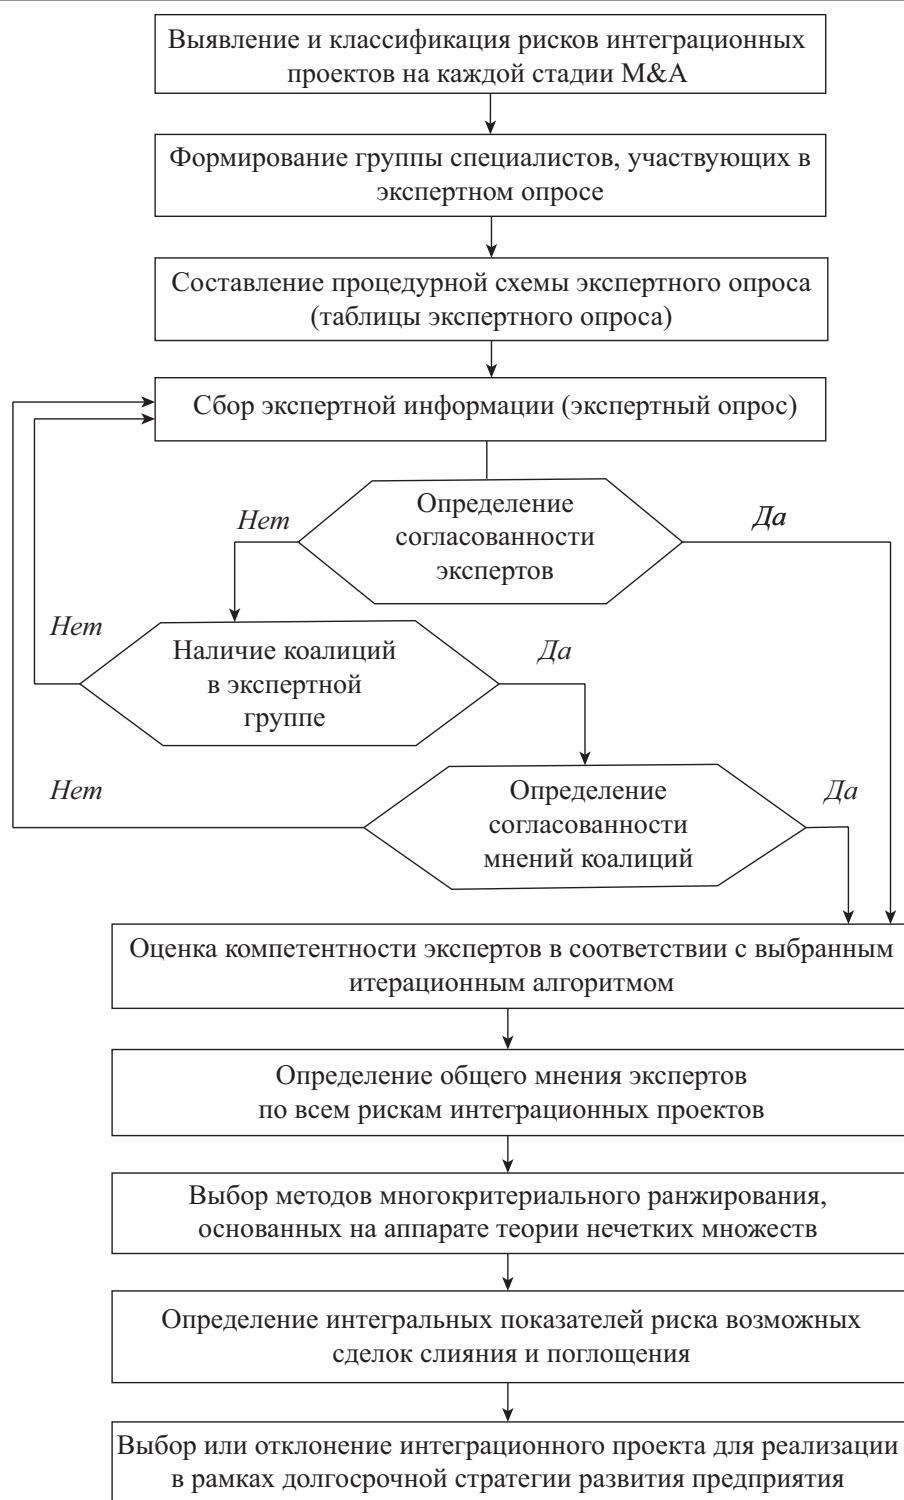 Выявление и классификация рисков интеграционных
проектов на каждой стадии M&A
Формирование группы специалистов, участвующих в
экспертном опросе
Составление процедурной схемы экспертного опроса
(таблицы экспертного опроса)
Сбор экспертной информации (экспертный опрос)
Определение
согласованности
экспертов
Нет
Да
Нет
Наличие коалиций
в экспертной
группе
Да
Нет
Определение
согласованности
мнений коалиций
Да
Оценка компетентности экспертов в соответствии с выбранным
итерационным алгоритмом
Определение общего мнения экспертов
по всем рискам интеграционных проектов
Выбор методов многокритериального ранжирования,
основанных на аппарате теории нечетких множеств
Определение интегральных показателей риска возможных
сделок слияния и поглощения
Выбор или отклонение интеграционного проекта для реализации
в рамках долгосрочной стратегии развития предприятия